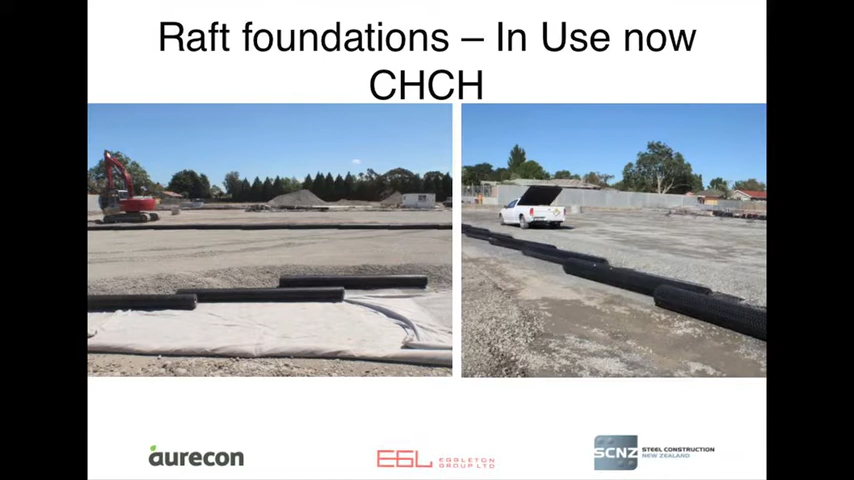 Raft foundations – In Use now
CHCH
aurecon
EGL EGGLETON
GROUP LTD
SCNZ STEEL CONSTRUCTION
NEW ZEALAND